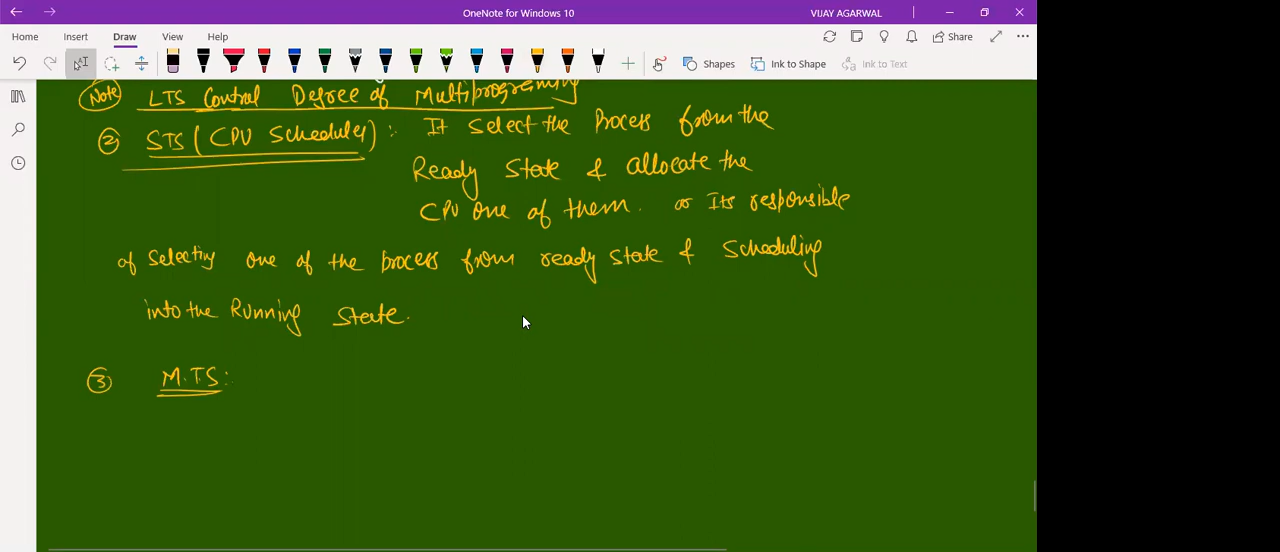 OneNote for Windows 10
VIJAY AGARWAL
Home Insert Draw View Help
Share
Shapes
Ink to Shape
Ink to Text
Note LTS Control Degree of Multiprograming
② STS (CPU Scheduler) : It Select the Process from the
Ready State & allocate the
CPU one of them. or Its responsible
of Selecting one of the process from ready state & Scheduling
into the Running State.
③ M.T.S :